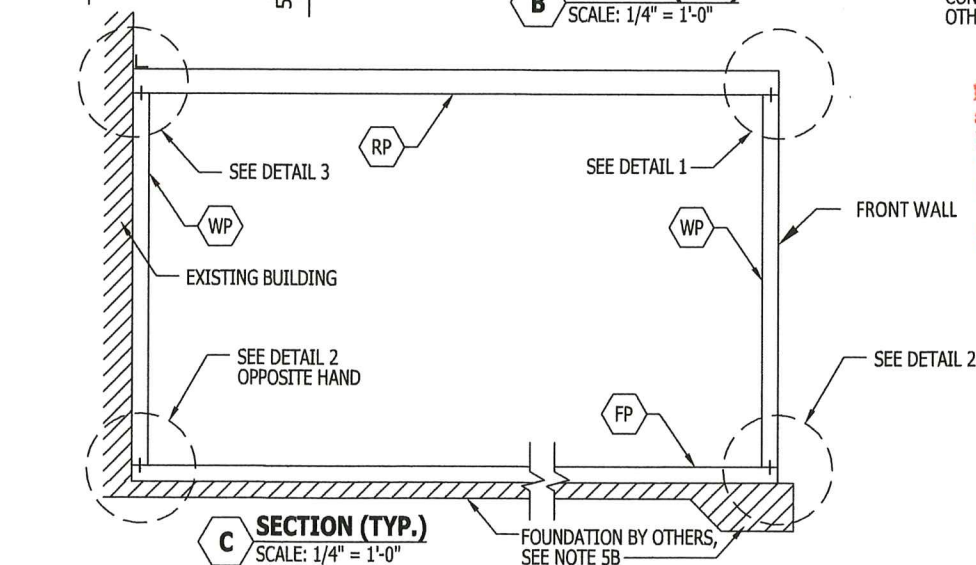 B
SCALE: 1/4" = 1'-0"
RP
SEE DETAIL 3
SEE DETAIL 1
WP
WP
FRONT WALL
EXISTING BUILDING
SEE DETAIL 2
OPPOSITE HAND
SEE DETAIL 2
FP
C
SECTION (TYP.)
SCALE: 1/4" = 1'-0"
FOUNDATION BY OTHERS,
SEE NOTE 5B